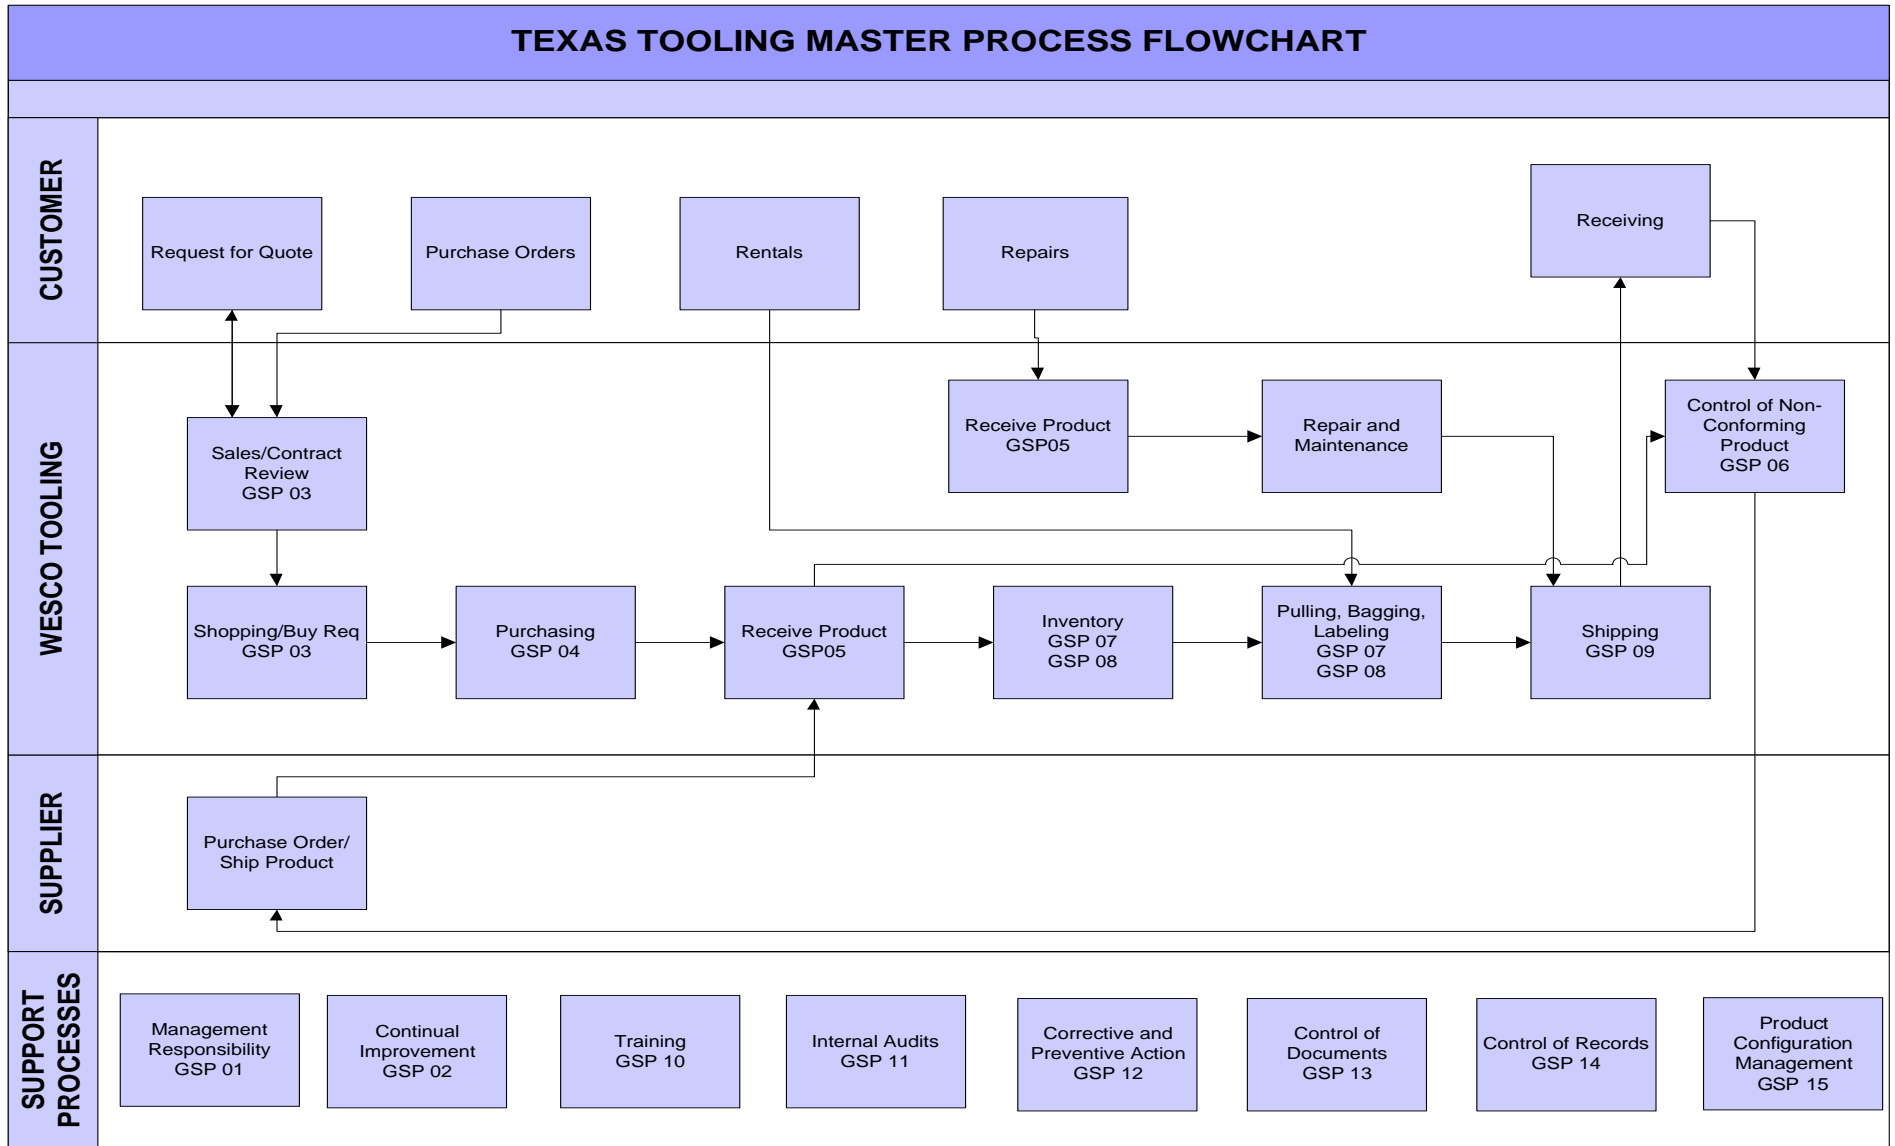 TEXAS TOOLING MASTER PROCESS FLOWCHART
CUSTOMER
Request for Quote
Purchase Orders
Rentals
Repairs
Receiving
WESCO TOOLING
Sales/Contract
Review
GSP 03
Receive Product
GSP05
Repair and
Maintenance
Control of Non-
Conforming
Product
GSP 06
Shopping/Buy Req
GSP 03
Purchasing
GSP 04
Receive Product
GSP05
Inventory
GSP 07
GSP 08
Pulling, Bagging,
Labeling
GSP 07
GSP 08
Shipping
GSP 09
SUPPLIER
Purchase Order/
Ship Product
SUPPORT
PROCESSES
Management
Responsibility
GSP 01
Continual
Improvement
GSP 02
Training
GSP 10
Internal Audits
GSP 11
Corrective and
Preventive Action
GSP 12
Control of
Documents
GSP 13
Control of Records
GSP 14
Product
Configuration
Management
GSP 15